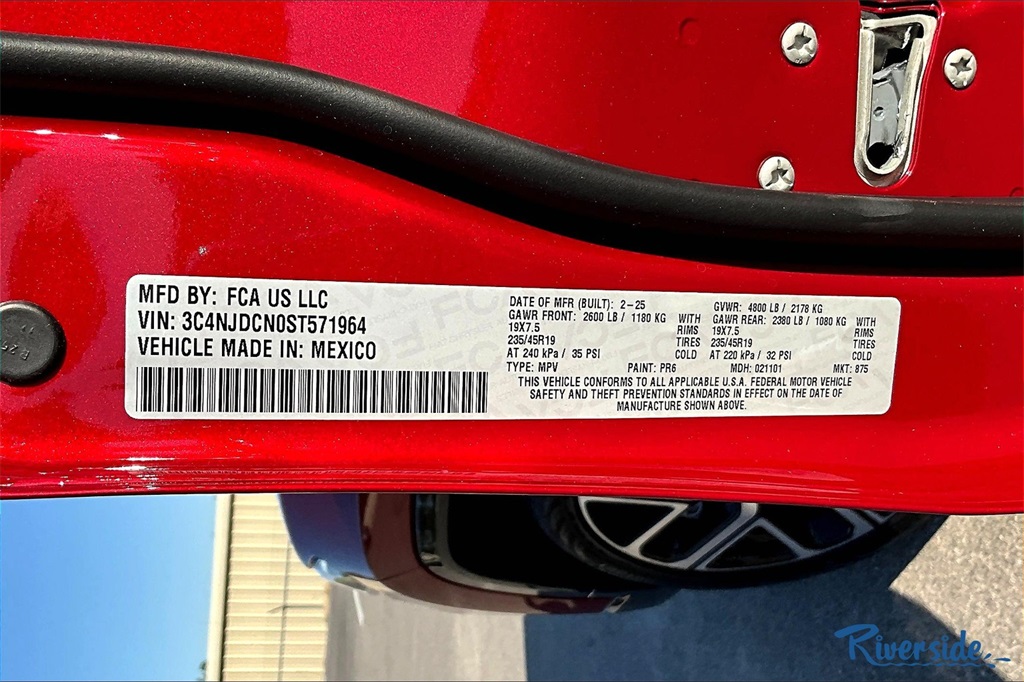 MFD BY: FCA US LLC
VIN: 3C4NJDCN0ST571964
VEHICLE MADE IN: MEXICO
DATE OF MFR (BUILT): 2-25
GAWR FRONT: 2600 LB / 1180 KG WITH
19X7.5 RIMS
235/45R19 TIRES
AT 240 kPa / 35 PSI COLD
GVWR: 4800 LB / 2178 KG
GAWR REAR: 2380 LB / 1080 KG WITH
19X7.5 RIMS
235/45R19 TIRES
AT 220 kPa / 32 PSI COLD
TYPE: MPV PAINT: PR6 MDH: 021101 MKT: 875
THIS VEHICLE CONFORMS TO ALL APPLICABLE U.S.A. FEDERAL MOTOR VEHICLE
SAFETY AND THEFT PREVENTION STANDARDS IN EFFECT ON THE DATE OF
MANUFACTURE SHOWN ABOVE.
Riverside